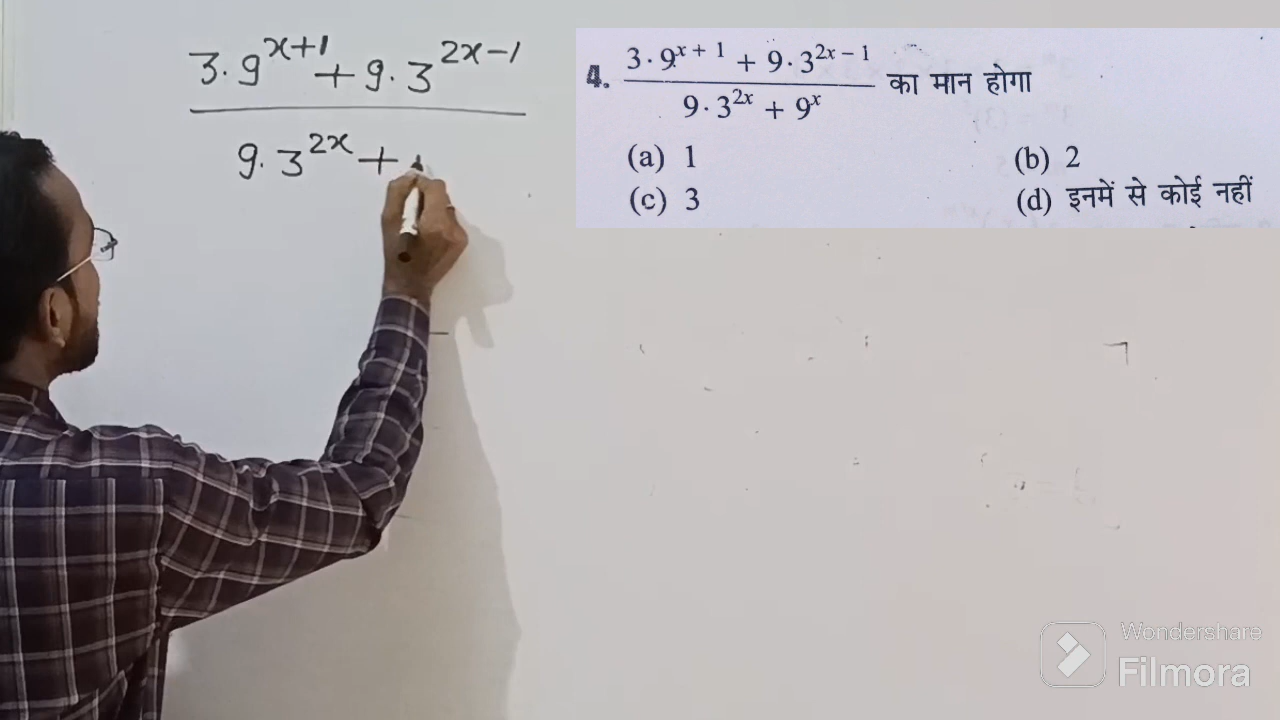 3·9^{x+1} + 9·3^{2x-1}
9·3^{2x} +
4. 3·9^{x + 1} + 9·3^{2x - 1}
9·3^{2x} + 9^{x} का मान होगा
(a) 1 (b) 2
(c) 3 (d) इनमें से कोई नहीं
Wondershare
Filmora